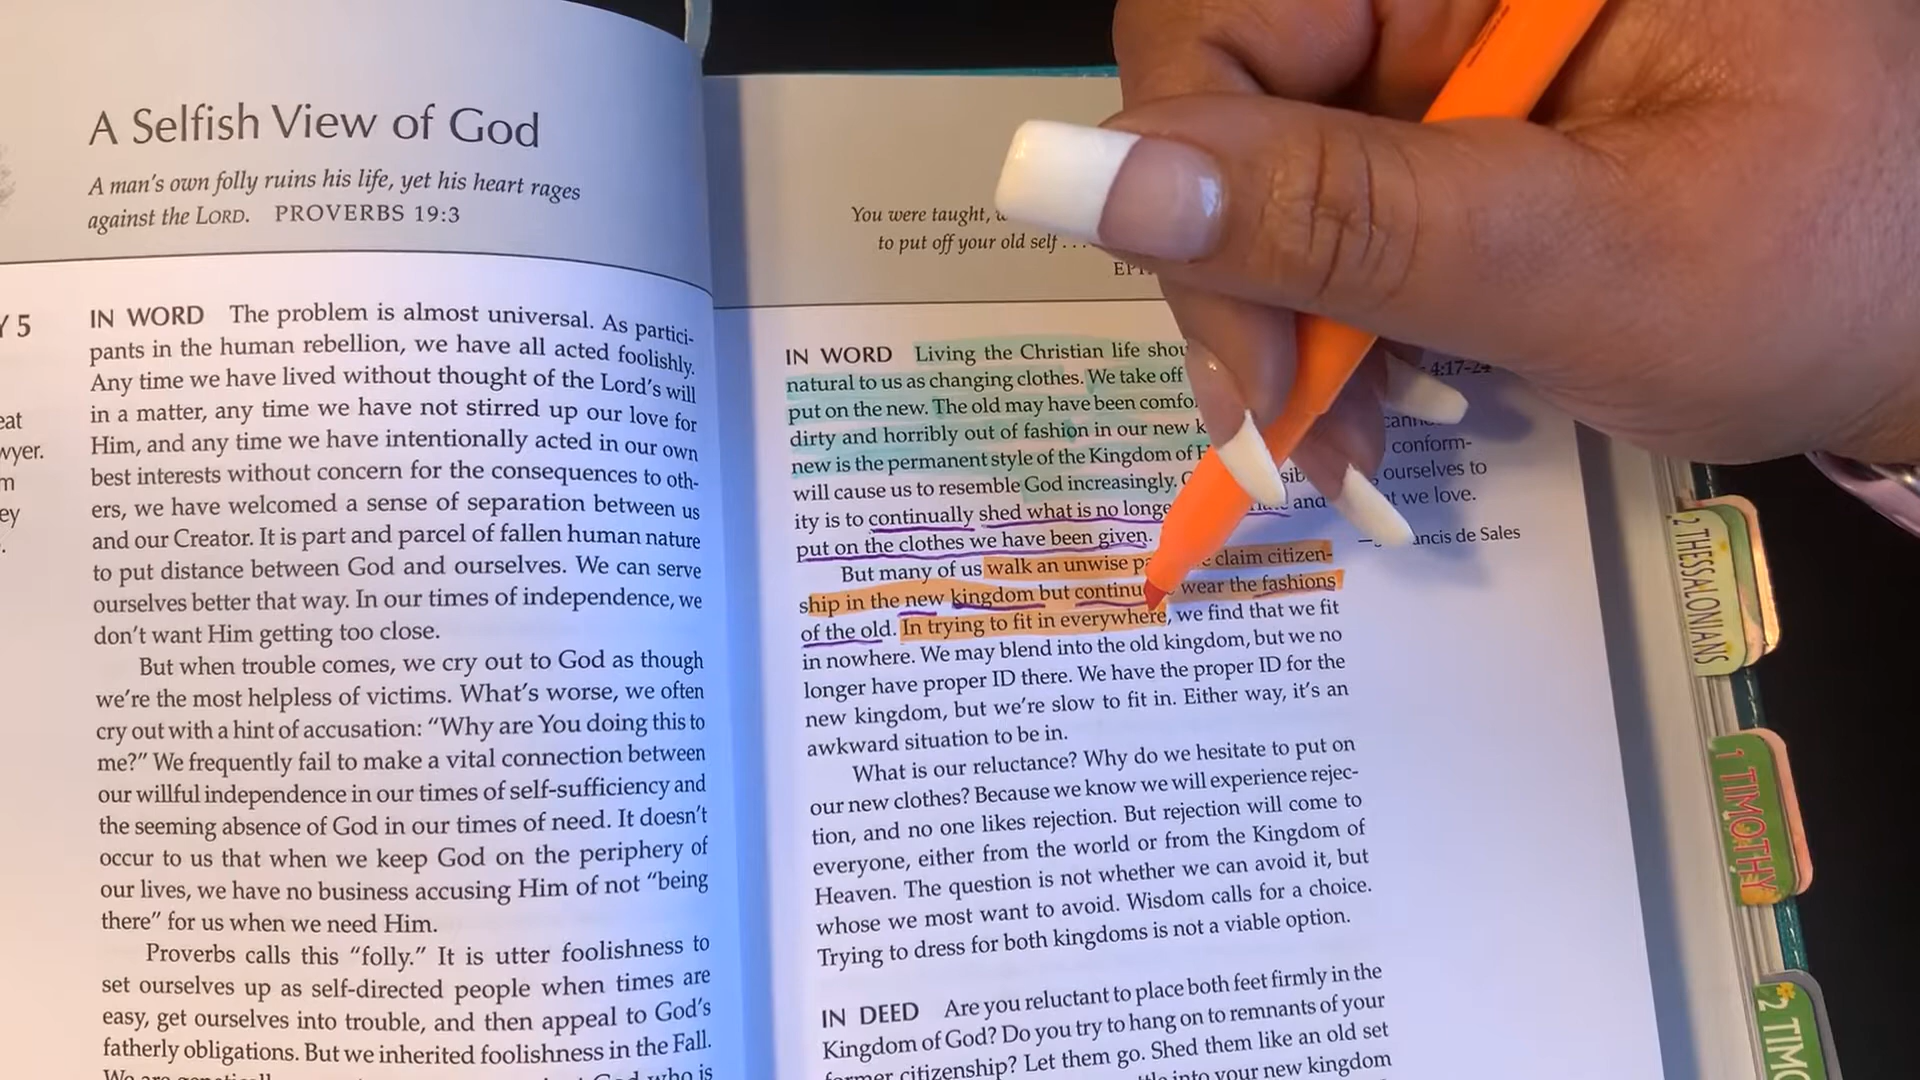 A Selfish View of God
A man's own folly ruins his life, yet his heart rages
against the LORD. PROVERBS 19:3
Y 5
eat
wyer.
m
ey
.
IN WORD The problem is almost universal. As partici-
pants in the human rebellion, we have all acted foolishly.
Any time we have lived without thought of the Lord's will
in a matter, any time we have not stirred up our love for
Him, and any time we have intentionally acted in our own
best interests without concern for the consequences to oth-
ers, we have welcomed a sense of separation between us
and our Creator. It is part and parcel of fallen human nature
to put distance between God and ourselves. We can serve
ourselves better that way. In our times of independence, we
don't want Him getting too close.
But when trouble comes, we cry out to God as though
we're the most helpless of victims. What's worse, we often
cry out with a hint of accusation: "Why are You doing this to
me?" We frequently fail to make a vital connection between
our willful independence in our times of self-sufficiency and
the seeming absence of God in our times of need. It doesn't
occur to us that when we keep God on the periphery of
our lives, we have no business accusing Him of not "being
there" for us when we need Him.
Proverbs calls this "folly." It is utter foolishness to
set ourselves up as self-directed people when times are
easy, get ourselves into trouble, and then appeal to God's
fatherly obligations. But we inherited foolishness in the Fall.
who is
You were taught,
to put off your old self . . .
IN WORD Living the Christian life
natural to us as changing clothes. We take off
put on the new. The old may have been
dirty and horribly out of fashion in our new
new is the permanent style of the Kingdom of
will cause us to resemble God increasingly.
ity is to continually shed what is no and
put on the clothes we have been given.
But many of us walk an unwise claim citizen-
ship in the new kingdom but wear the fashions
of the old. In trying to fit in everywhere, we find that we fit
in nowhere. We may blend into the old kingdom, but we no
longer have proper ID there. We have the proper ID for the
new kingdom, but we're slow to fit in. Either way, it's an
awkward situation to be in.
What is our reluctance? Why do we hesitate to put on
our new clothes? Because we know we will experience rejec-
tion, and no one likes rejection. But rejection will come to
everyone, either from the world or from the Kingdom of
Heaven. The question is not whether we can avoid it, but
whose we most want to avoid. Wisdom calls for a choice.
Trying to dress for both kingdoms is not a viable option.
IN DEED Are you reluctant to place both feet firmly in the
Kingdom of God? Do you try to hang on to remnants of your
former citizenship? Let them go. Shed them like an old set
into your new kingdom
4:17-24
conform-
ourselves to
we love.
de Sales
2 THESSALONIANS
1 TIMOTHY
2 TIMO